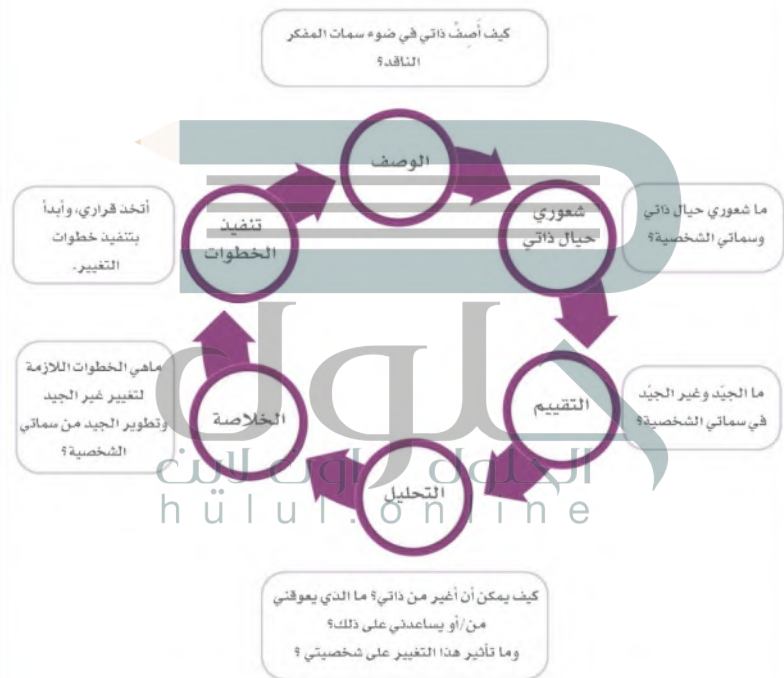 كيف أَصِفُ ذاتي في ضوء سمات المفكر
الناقد؟
الوصف
شعوري
حيال ذاتي
ما شعوري حيال ذاتي
وسماتي الشخصية؟
التقييم
ما الجيّد وغير الجيّد
في سماتي الشخصية؟
التحليل
كيف يمكن أن أغير من ذاتي؟ ما الذي يعوقني
من/أو يساعدني على ذلك؟
وما تأثير هذا التغيير على شخصيتي ؟
الخلاصة
ماهي الخطوات اللازمة
لتغيير غير الجيد
وتطوير الجيد من سماتي
الشخصية؟
تنفيذ
الخطوات
أتخذ قراري، وأبدأ
بتنفيذ خطوات
التغيير.
حلول
الحلول اون لاين
hulul.online